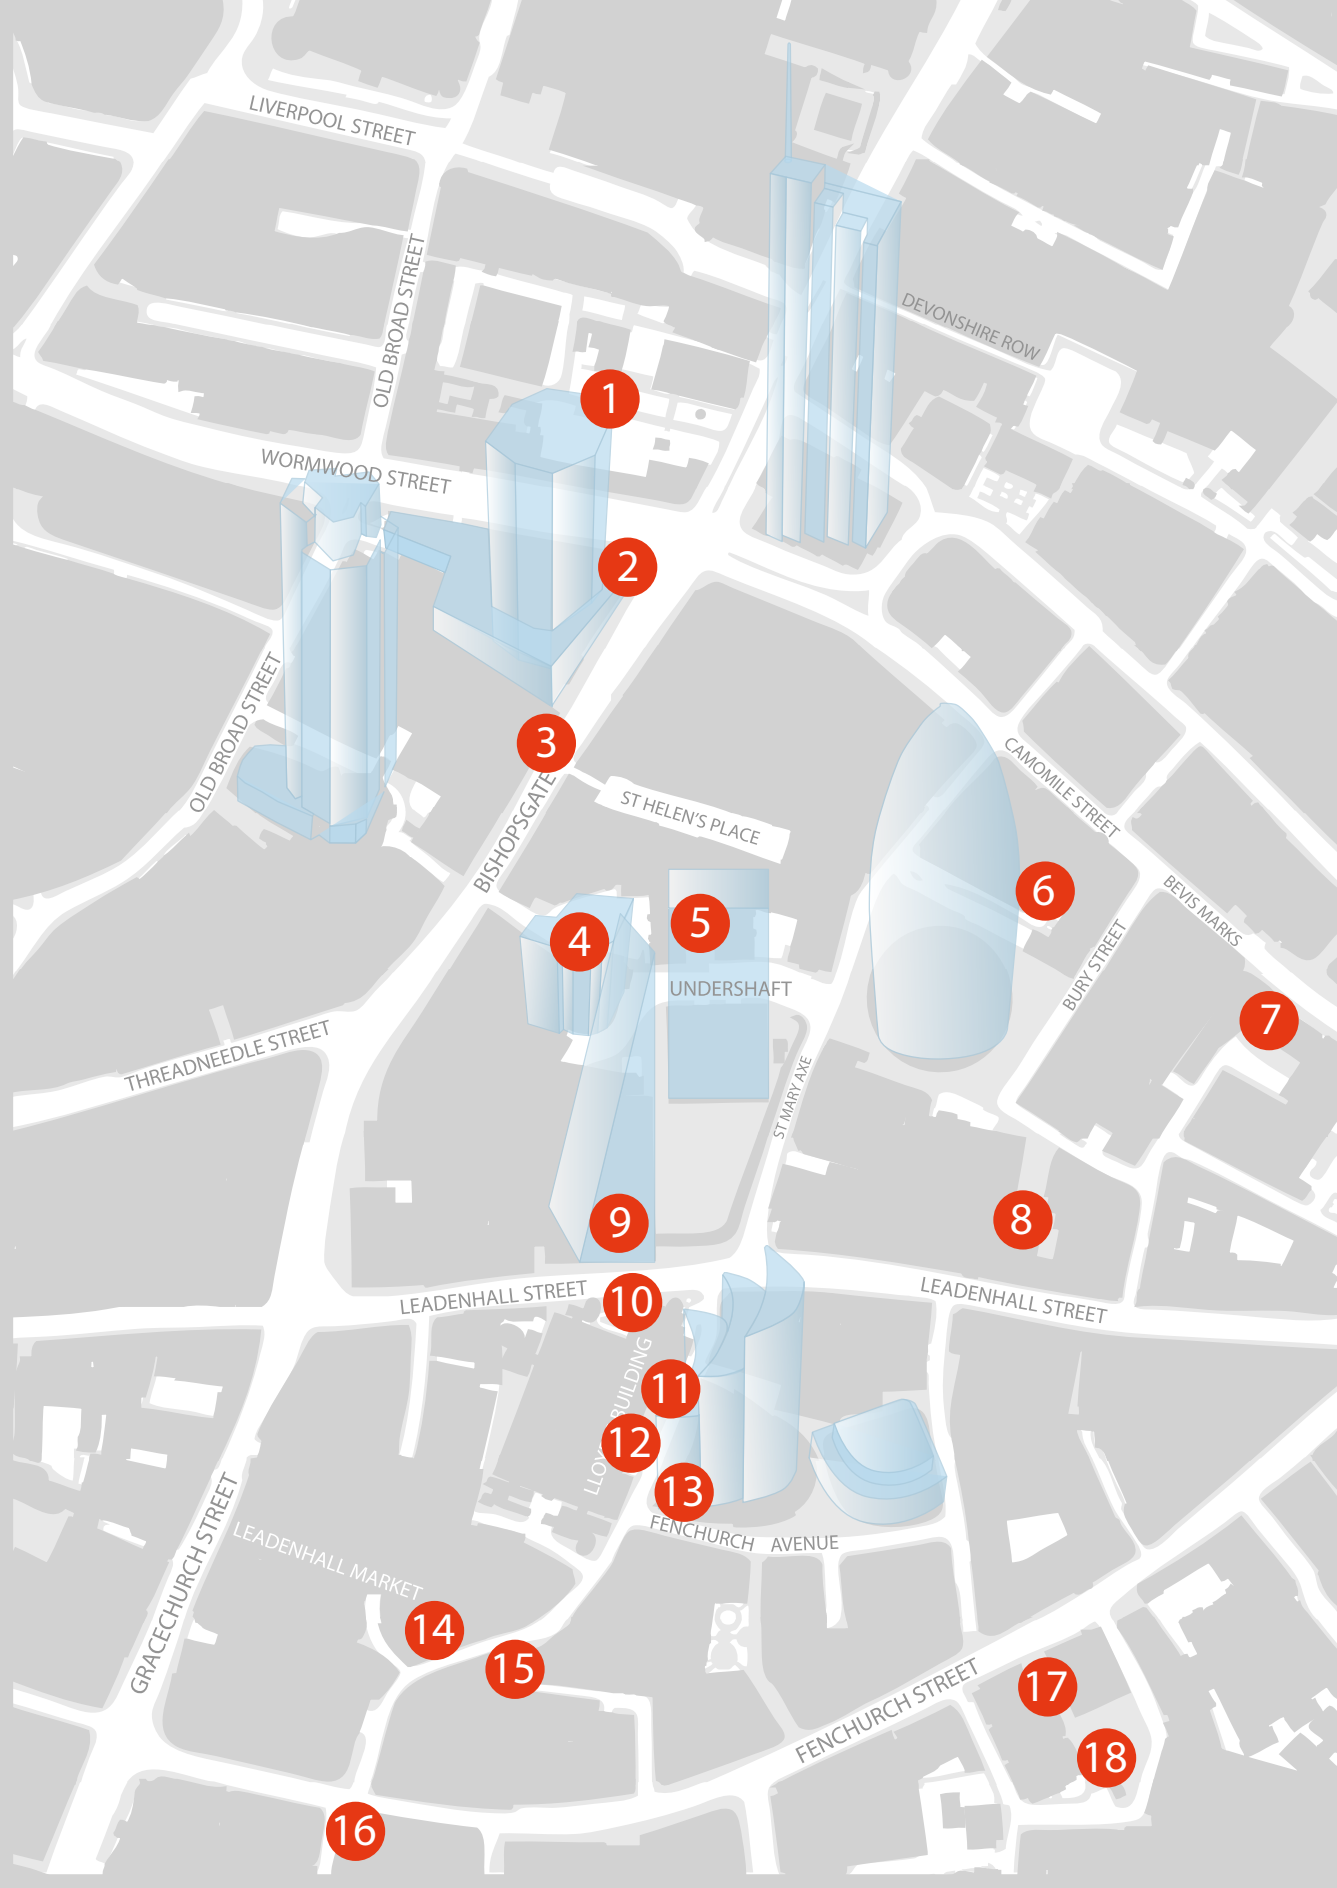 LIVERPOOL STREET
OLD BROAD STREET
DEVONSHIRE ROW
1
WORMWOOD STREET
2
OLD BROAD STREET
3
BISHOPSGATE
ST HELEN'S PLACE
CAMOMILE STREET
6
BEVIS MARKS
4
5
BURY STREET
UNDERSHAFT
7
THREADNEEDLE STREET
ST MARY AXE
8
9
LEADENHALL STREET
10
LEADENHALL STREET
11
BUILDING
12
13
FENCHURCH AVENUE
GRACECHURCH STREET
LEADENHALL MARKET
14
15
FENCHURCH STREET
17
18
16